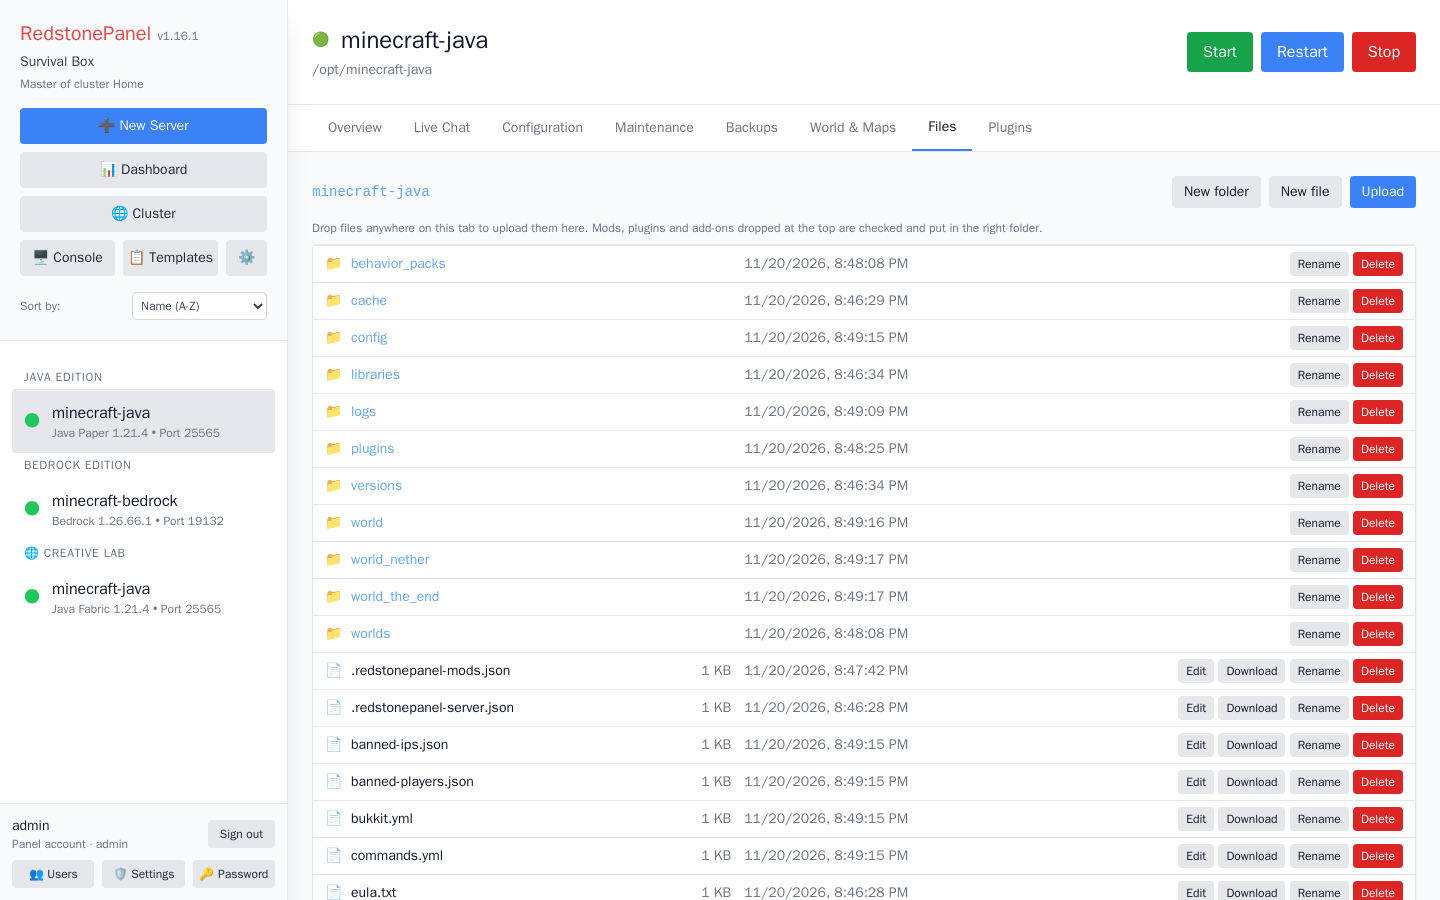 RedstonePanel v1.16.1
Survival Box
Master of cluster Home
➕ New Server
📊 Dashboard
🌐 Cluster
🖥️ Console
📋 Templates
⚙️
Sort by:
Name (A-Z)
JAVA EDITION
minecraft-java
Java Paper 1.21.4 • Port 25565
BEDROCK EDITION
minecraft-bedrock
Bedrock 1.26.66.1 • Port 19132
🌐 CREATIVE LAB
minecraft-java
Java Fabric 1.21.4 • Port 25565
admin
Panel account · admin
Sign out
👥 Users
🛡️ Settings
🔑 Password
minecraft-java
/opt/minecraft-java
Start Restart Stop
Overview Live Chat Configuration Maintenance Backups World & Maps Files Plugins
minecraft-java
New folder New file Upload
Drop files anywhere on this tab to upload them here. Mods, plugins and add-ons dropped at the top are checked and put in the right folder.
📁 behavior_packs 11/20/2026, 8:48:08 PM Rename Delete
📁 cache 11/20/2026, 8:46:29 PM Rename Delete
📁 config 11/20/2026, 8:49:15 PM Rename Delete
📁 libraries 11/20/2026, 8:46:34 PM Rename Delete
📁 logs 11/20/2026, 8:49:09 PM Rename Delete
📁 plugins 11/20/2026, 8:48:25 PM Rename Delete
📁 versions 11/20/2026, 8:46:34 PM Rename Delete
📁 world 11/20/2026, 8:49:16 PM Rename Delete
📁 world_nether 11/20/2026, 8:49:17 PM Rename Delete
📁 world_the_end 11/20/2026, 8:49:17 PM Rename Delete
📁 worlds 11/20/2026, 8:48:08 PM Rename Delete
📄 .redstonepanel-mods.json 1 KB 11/20/2026, 8:47:42 PM Edit Download Rename Delete
📄 .redstonepanel-server.json 1 KB 11/20/2026, 8:46:28 PM Edit Download Rename Delete
📄 banned-ips.json 1 KB 11/20/2026, 8:49:15 PM Edit Download Rename Delete
📄 banned-players.json 1 KB 11/20/2026, 8:49:15 PM Edit Download Rename Delete
📄 bukkit.yml 1 KB 11/20/2026, 8:49:15 PM Edit Download Rename Delete
📄 commands.yml 1 KB 11/20/2026, 8:49:15 PM Edit Download Rename Delete
📄 eula.txt 1 KB 11/20/2026, 8:46:28 PM Edit Download Rename Delete